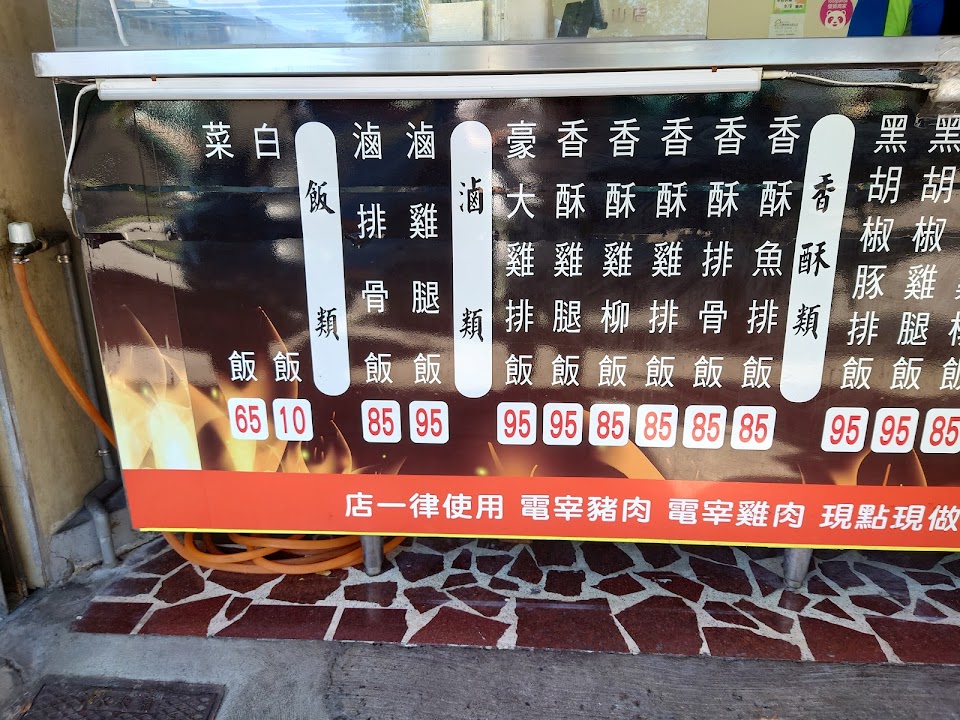 黑胡椒雞
黑胡椒雞腿飯 95
黑胡椒豚排飯 95
香酥類
香酥魚排飯 85
香酥排骨飯 85
香酥雞排飯 85
香酥雞柳飯 85
香酥雞腿飯 95
豪大雞排飯 95
滷類
滷雞腿飯 95
滷排骨飯 85
飯類
白飯 10
菜飯 65
店一律使用 電宰豬肉 電宰雞肉 現點現做